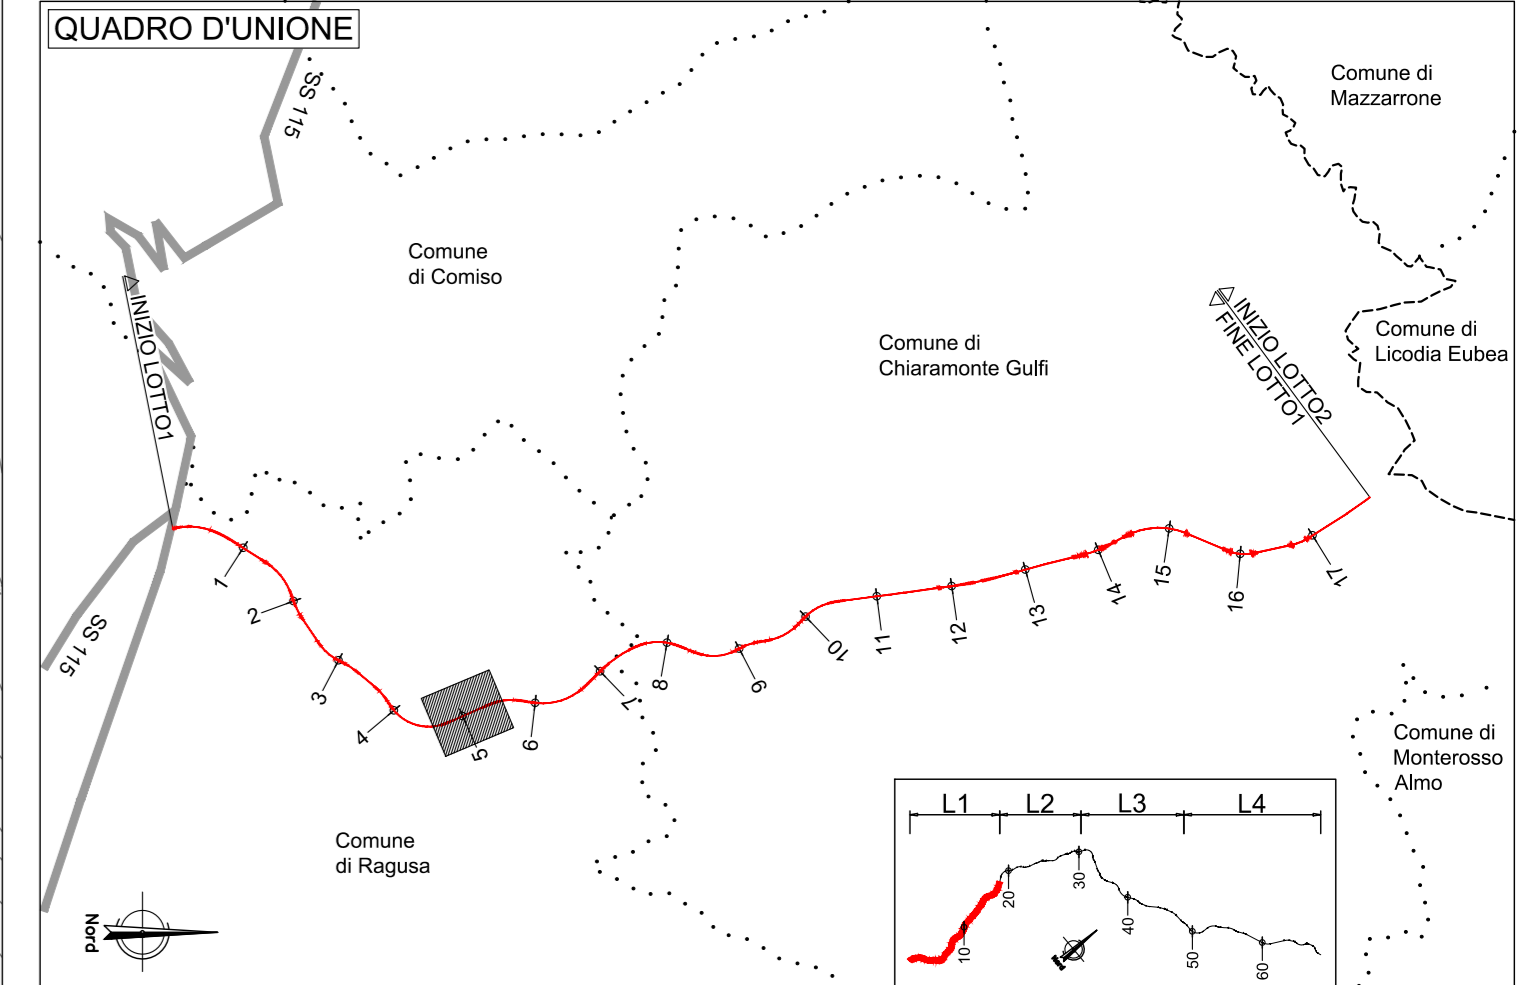 QUADRO D'UNIONE
SS 115
Comune di
Mazzarrone
Comune
di Comiso
INIZIO LOTTO1
Comune di
Chiaramonte Gulfi
INIZIO LOTTO2
FINE LOTTO1
Comune di
Licodia Eubea
SS 115
1
2
3
4
5
6
7
8
9
10
11
12
13
14
15
16
17
Comune di
Monterosso
Almo
Comune
di Ragusa
Nord
L1 L2 L3 L4
10
20
30
40
50
60
Nord